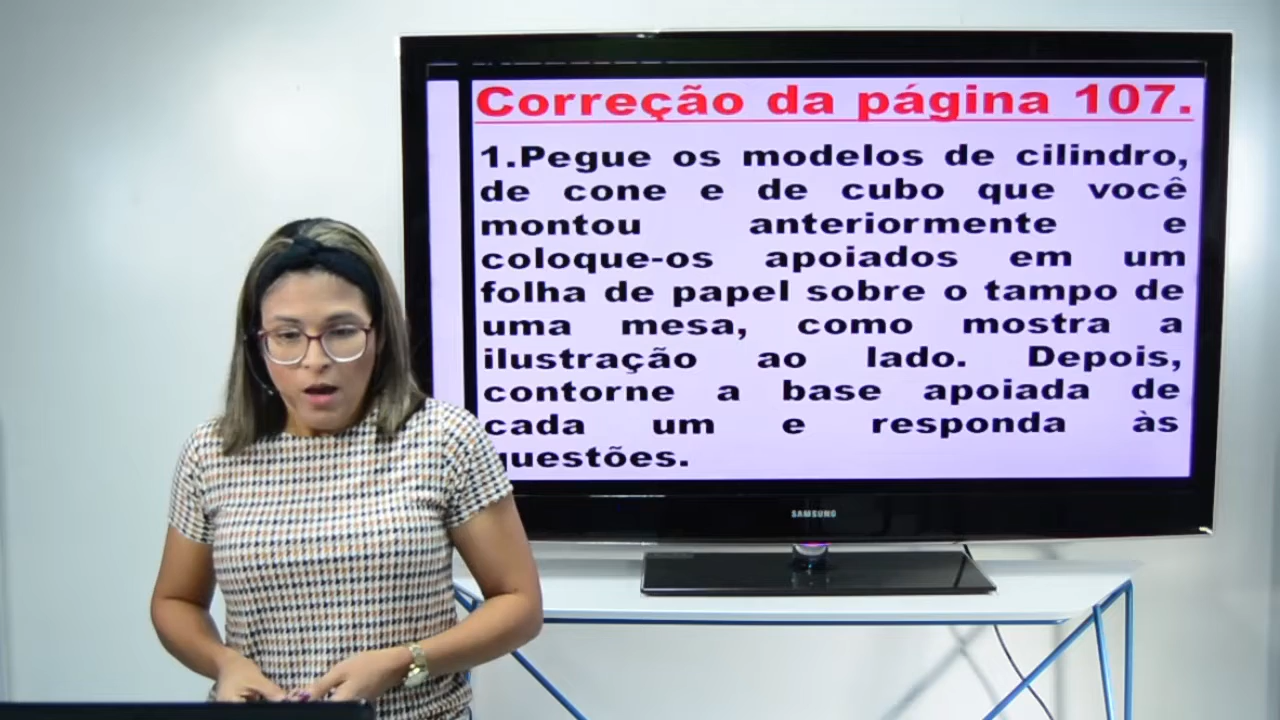 Correção da página 107.
1.Pegue os modelos de cilindro,
de cone e de cubo que você
montou anteriormente e
coloque-os apoiados em um
folha de papel sobre o tampo de
uma mesa, como mostra a
ilustração ao lado. Depois,
contorne a base apoiada de
cada um e responda às
questões.
SAMSUNG